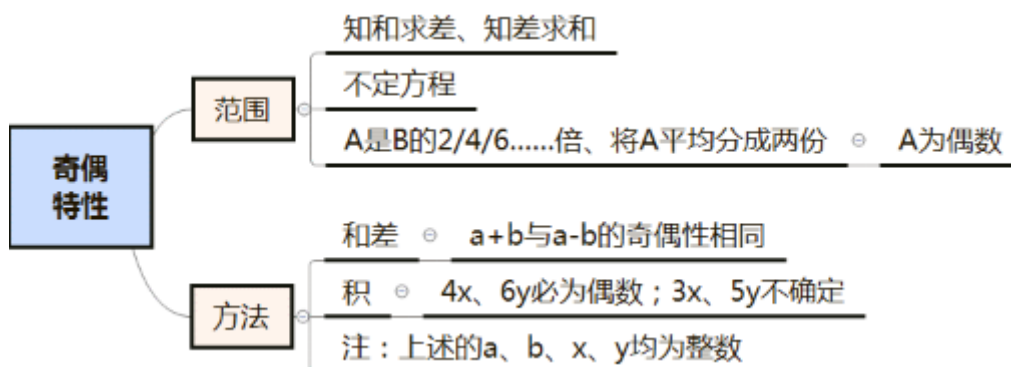 奇偶
特性
范围
知和求差、知差求和
不定方程
A是B的2/4/6......倍、将A平均分成两份
A为偶数
方法
和差
a+b与a-b的奇偶性相同
积
4x、6y必为偶数；3x、5y不确定
注：上述的a、b、x、y均为整数